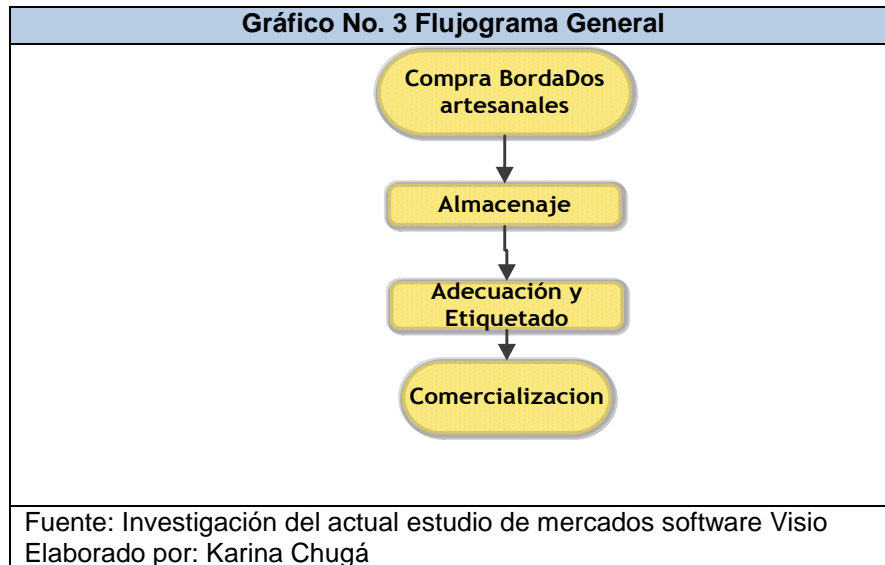 Gráfico No. 3 Flujograma General
Compra BordaDos
artesanales
Almacenaje
Adecuación y
Etiquetado
Comercializacion
Fuente: Investigación del actual estudio de mercados software Visio
Elaborado por: Karina Chugá